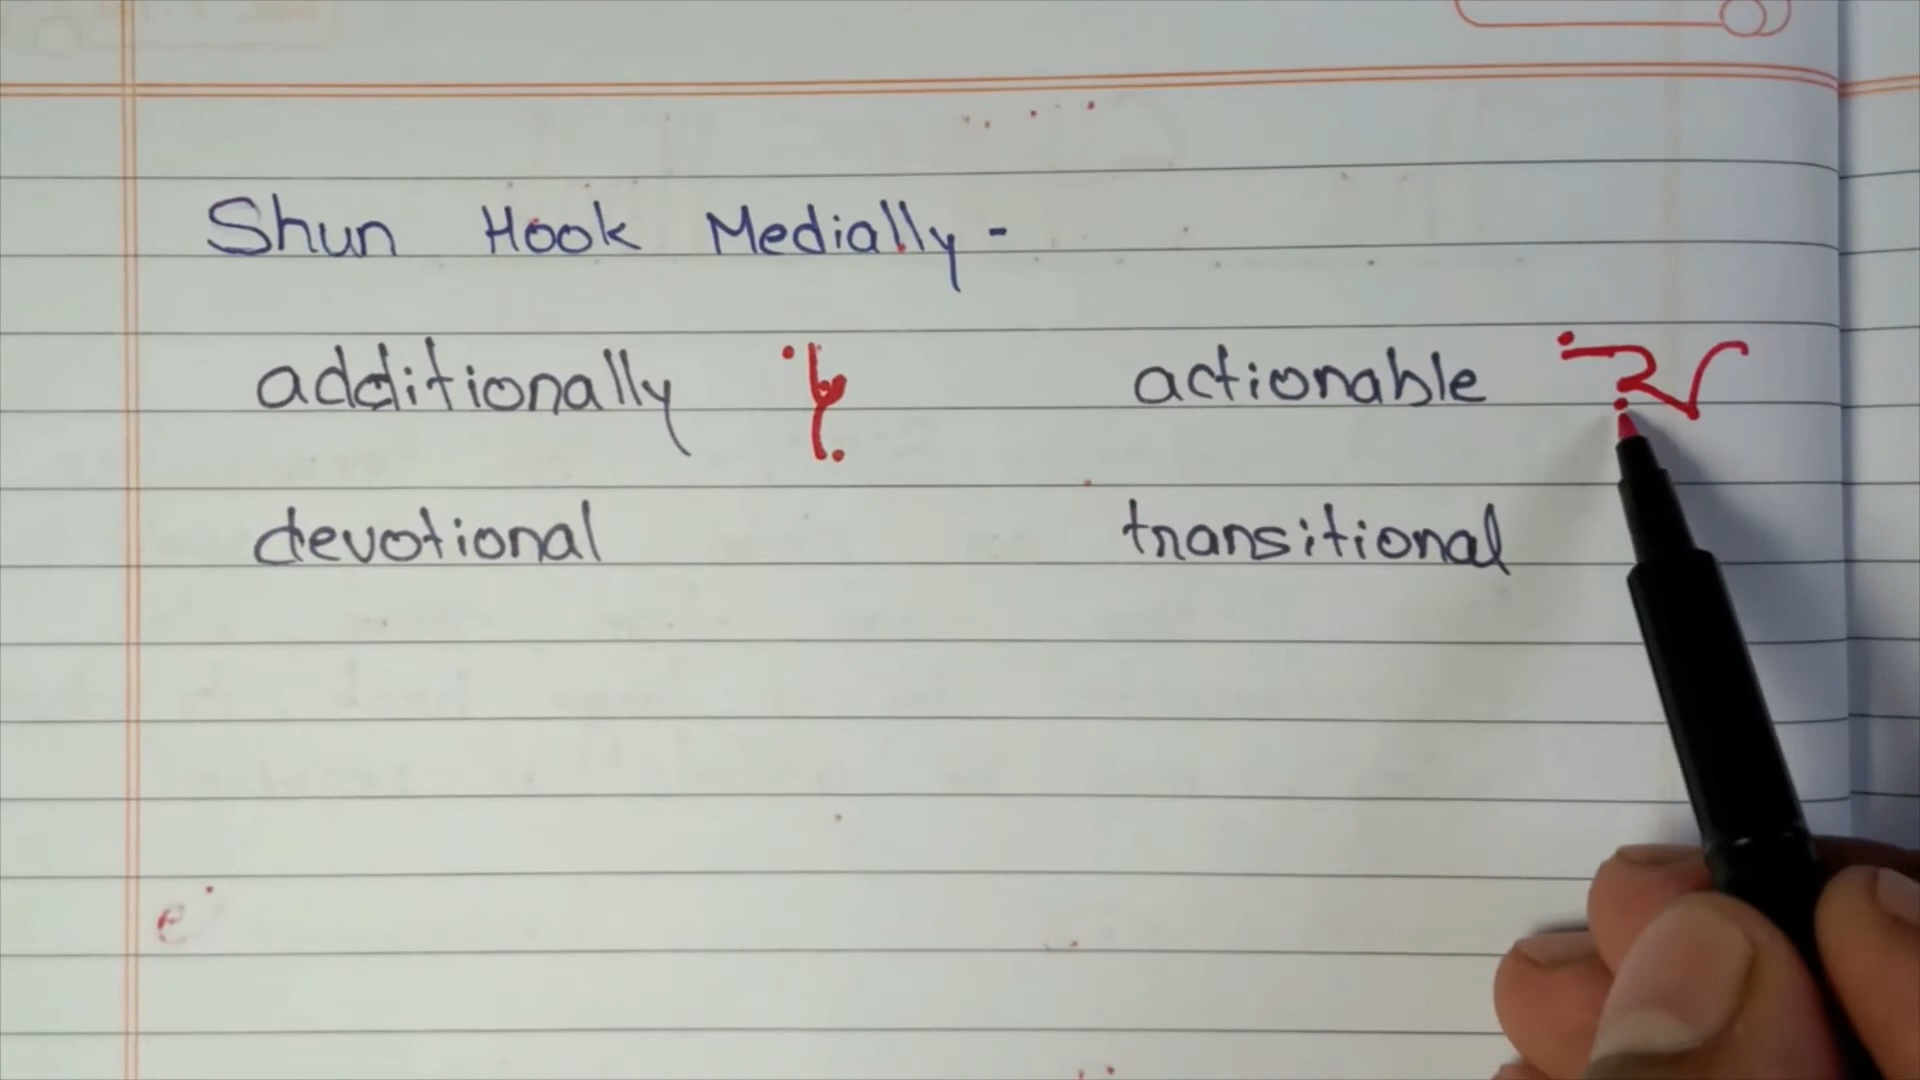 Shun Hook Medially -
additionally actionable
devotional transitional